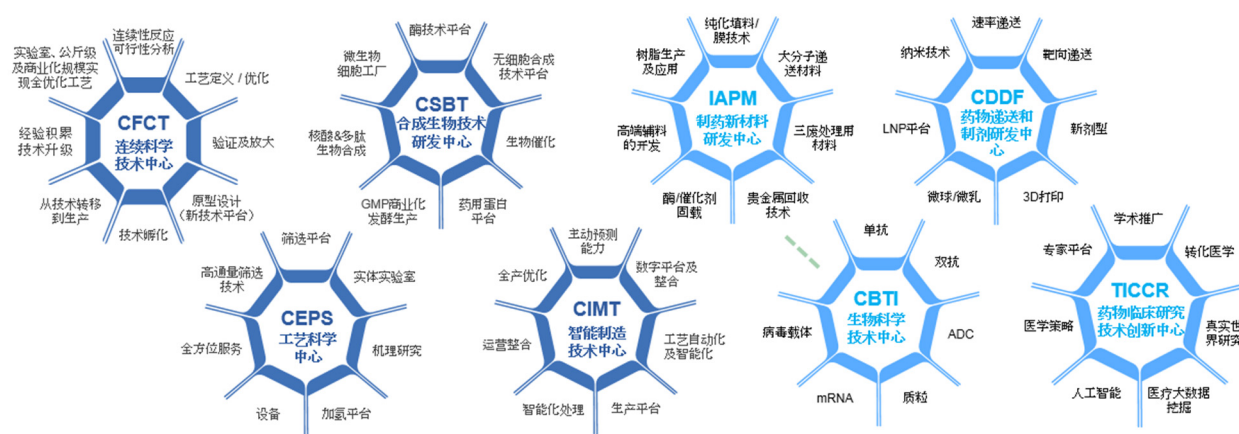 连续性反应
可行性分析
实验室、公斤级
及商业化规模实
现全优化工艺
工艺定义 / 优化
CFCT
连续科学
技术中心
经验积累
技术升级
验证及放大
从技术转移
到生产
原型设计
（新技术平台）
技术孵化
酶技术平台
微生物
细胞工厂
无细胞合成
技术平台
CSBT
合成生物技术
研发中心
核酸&多肽
生物合成
生物催化
GMP商业化
发酵生产
药用蛋白
平台
纯化填料/
膜技术
树脂生产
及应用
大分子递
送材料
IAPM
制药新材料
研发中心
高端辅料
的开发
三废处理用
材料
酶/催化剂
固载
贵金属回收
技术
速率递送
纳米技术
靶向递送
CDDF
药物递送和
制剂研发中
心
LNP平台
新剂型
微球/微乳
3D打印
筛选平台
高通量筛选
技术
实体实验室
CEPS
工艺科学
中心
全方位服务
机理研究
设备
加氢平台
主动预测
能力
全产优化
数字平台及
整合
CIMT
智能制造
技术中心
运营整合
工艺自动化
及智能化
智能化处理
生产平台
单抗
双抗
CBTI
生物科学
技术中心
病毒载体
ADC
mRNA
质粒
学术推广
专家平台
转化医学
TICCR
药物临床研究
技术创新中心
医学策略
真实世
界研究
人工智能
医疗大数据
挖掘